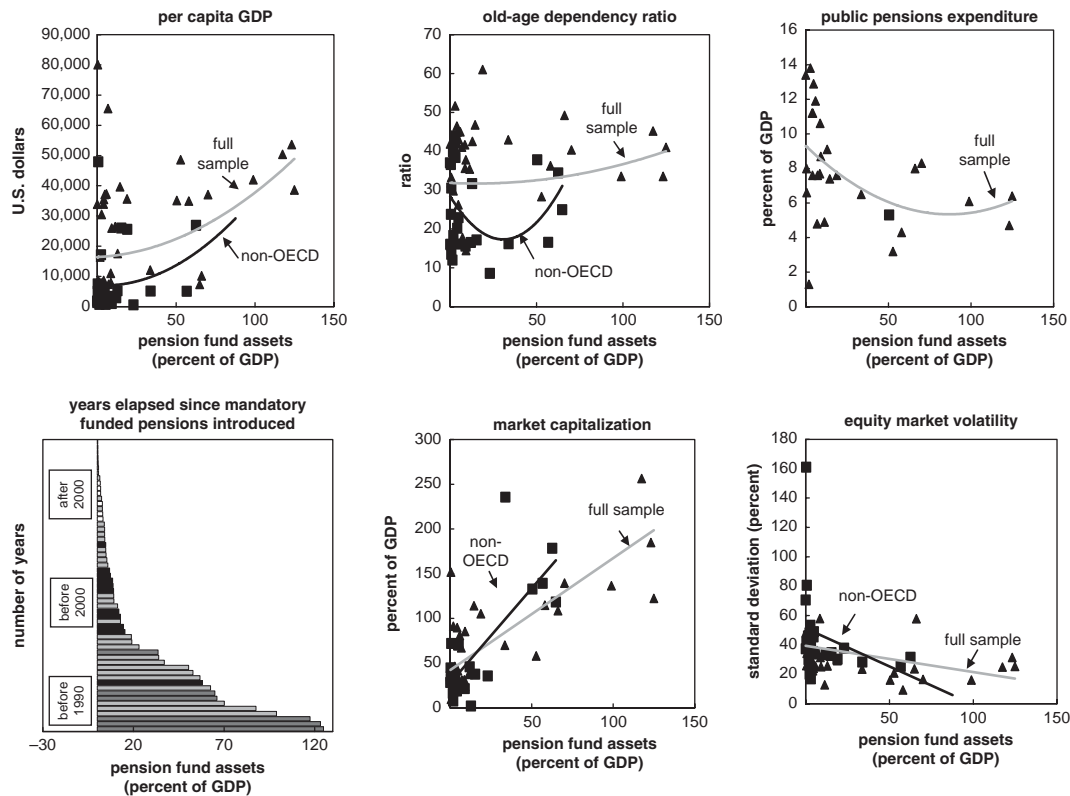 per capita GDP
U.S. dollars
90,000
80,000
70,000
60,000
50,000
40,000
30,000
20,000
10,000
0
full
sample
non-OECD
50
100
150
pension fund assets
(percent of GDP)
old-age dependency ratio
ratio
70
60
50
40
30
20
10
0
full
sample
non-OECD
50
100
150
pension fund assets
(percent of GDP)
public pensions expenditure
percent of GDP
16
14
12
10
8
6
4
2
0
full
sample
50
100
150
pension fund assets
(percent of GDP)
years elapsed since mandatory
funded pensions introduced
number of years
after
2000
before
2000
before
1990
–30
20
70
120
pension fund assets
(percent of GDP)
market capitalization
percent of GDP
300
250
200
150
100
50
0
non-
OECD
full sample
50
100
150
pension fund assets
(percent of GDP)
equity market volatility
standard deviation (percent)
180
160
140
120
100
80
60
40
20
0
non-OECD
full sample
50
100
150
pension fund assets
(percent of GDP)